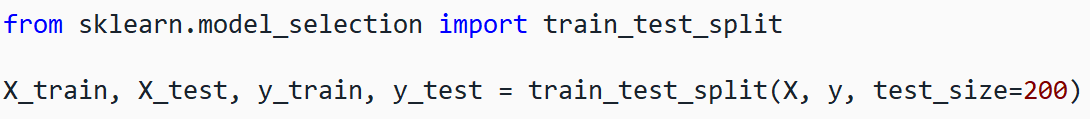 from sklearn.model_selection import train_test_split
X_train, X_test, y_train, y_test = train_test_split(X, y, test_size=200)